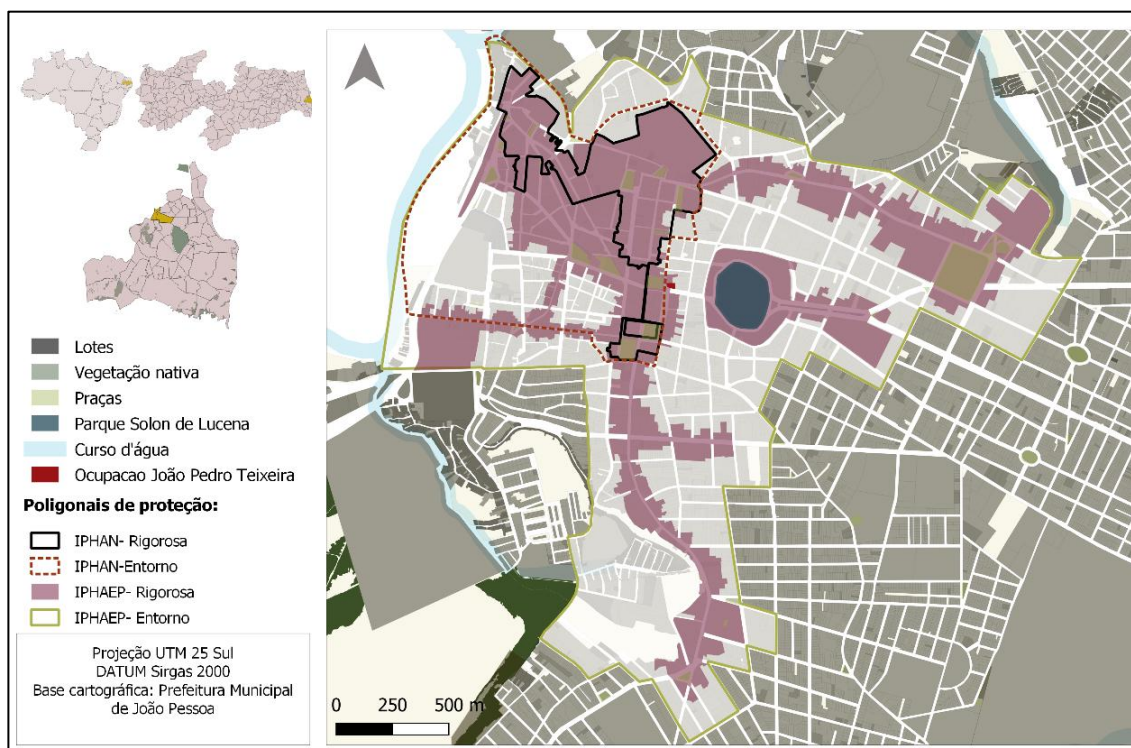 Lotes
Vegetação nativa
Praças
Parque Solon de Lucena
Curso d'água
Ocupacao João Pedro Teixeira
Poligonais de proteção:
IPHAN- Rigorosa
IPHAN-Entorno
IPHAEP- Rigorosa
IPHAEP- Entorno
Projeção UTM 25 Sul
DATUM Sirgas 2000
Base cartográfica: Prefeitura Municipal
de João Pessoa
0 250 500 m